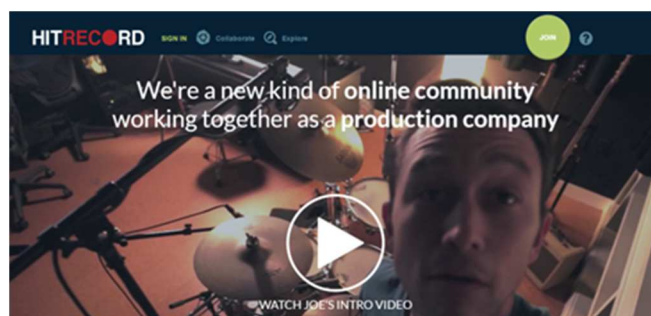 HITRECORD SIGN IN Collaborate Explore JOIN ?
We're a new kind of online community
working together as a production company
WATCH JOE'S INTRO VIDEO